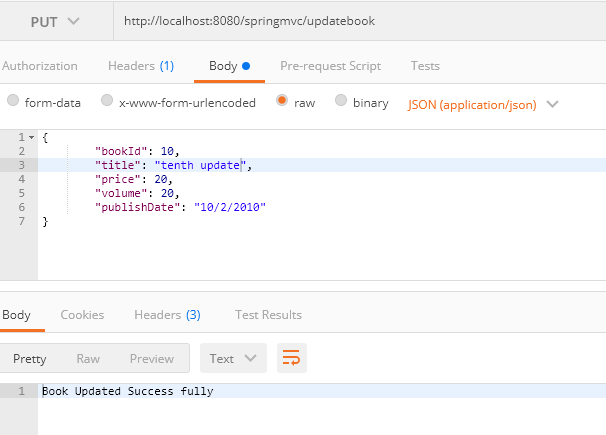 PUT http://localhost:8080/springmvc/updatebook
Authorization Headers (1) Body Pre-request Script Tests
form-data x-www-form-urlencoded raw binary JSON (application/json)
1 {
2 "bookId": 10,
3 "title": "tenth update",
4 "price": 20,
5 "volume": 20,
6 "publishDate": "10/2/2010"
7 }
Body Cookies Headers (3) Test Results
Pretty Raw Preview Text
1 Book Updated Success fully